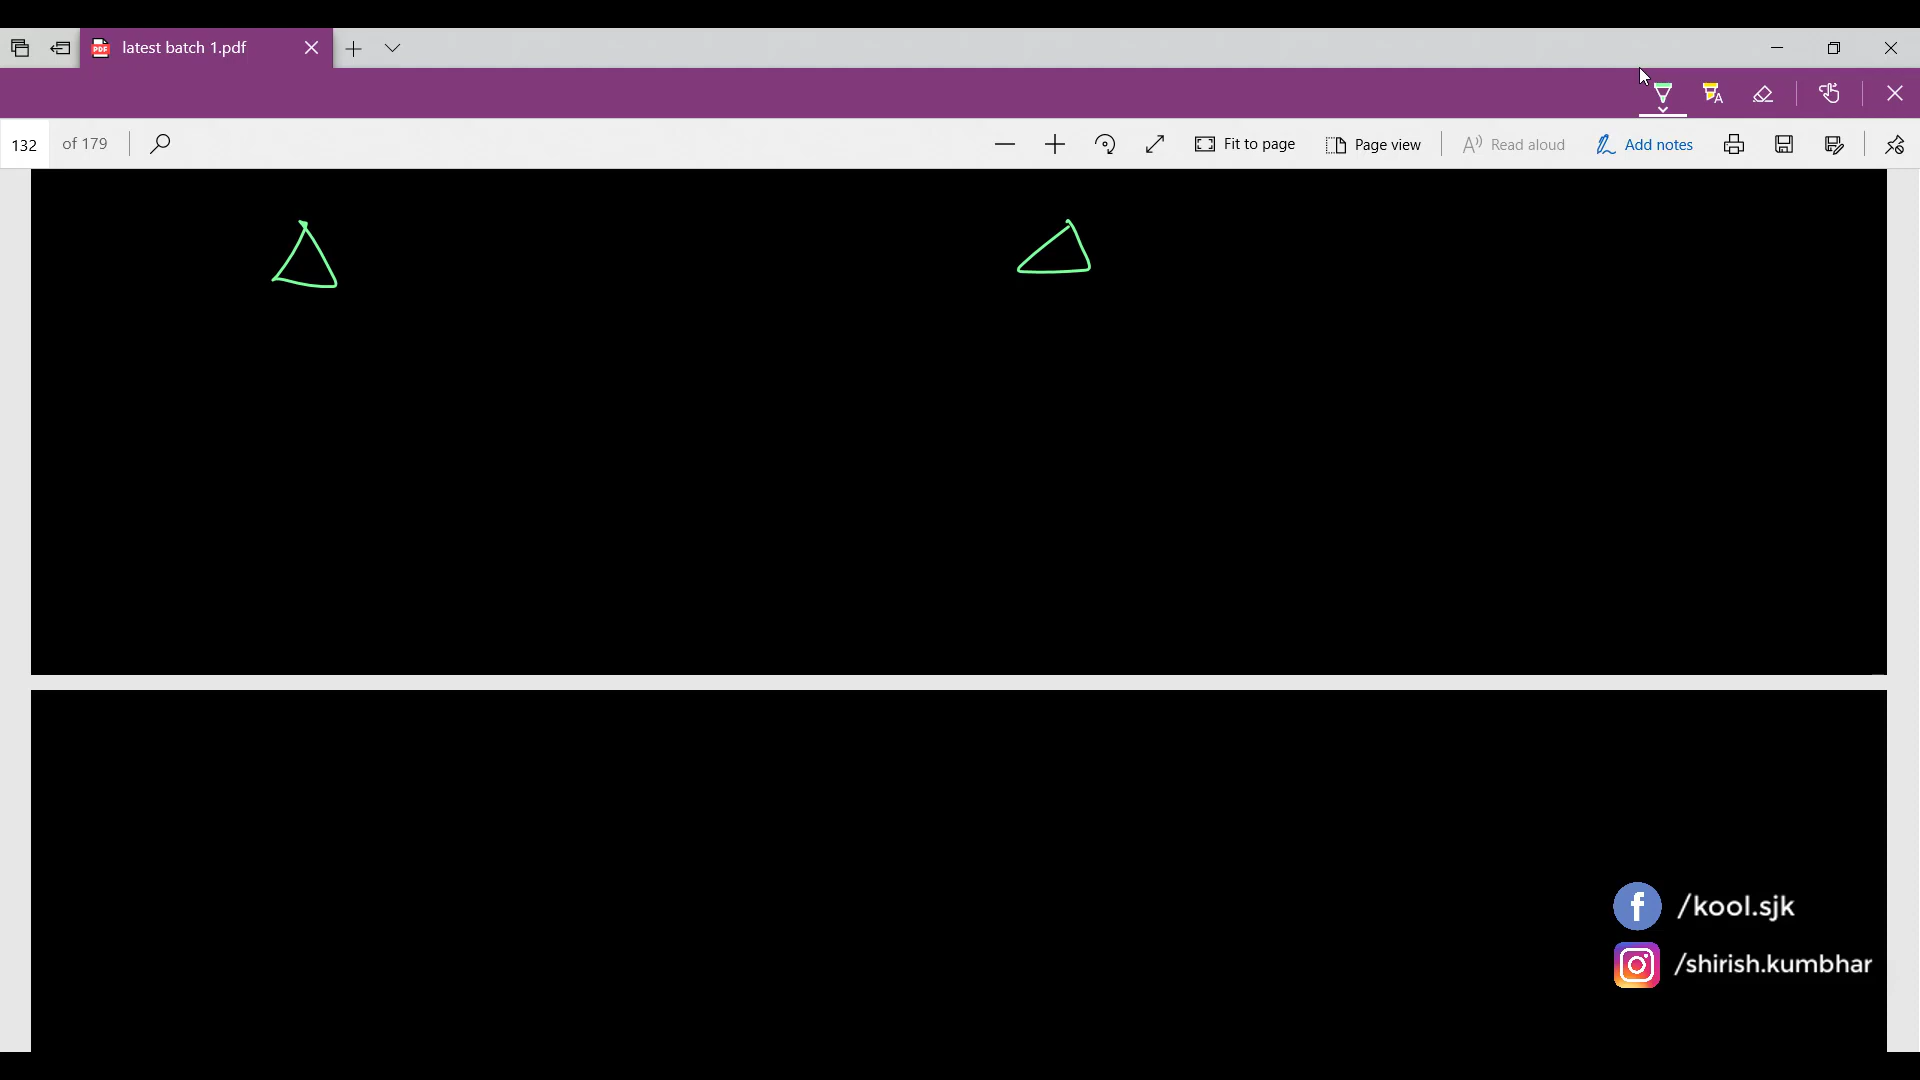 latest batch 1.pdf
132 of 179
Fit to page
Page view
Read aloud
Add notes
/kool.sjk
/shirish.kumbhar